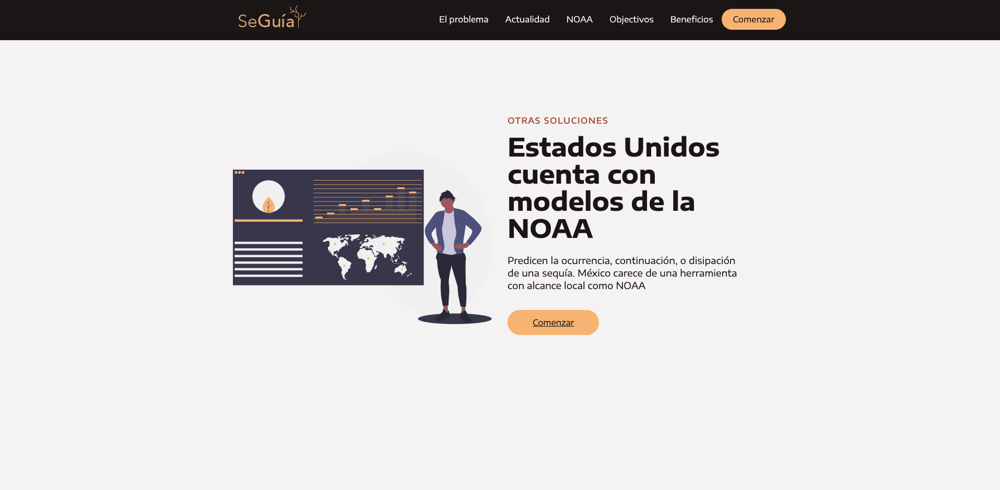 SeGuía
El problema Actualidad NOAA Objectivos Beneficios Comenzar
OTRAS SOLUCIONES
Estados Unidos
cuenta con
modelos de la
NOAA
Predicen la ocurrencia, continuación, o disipación
de una sequía. México carece de una herramienta
con alcance local como NOAA
Comenzar